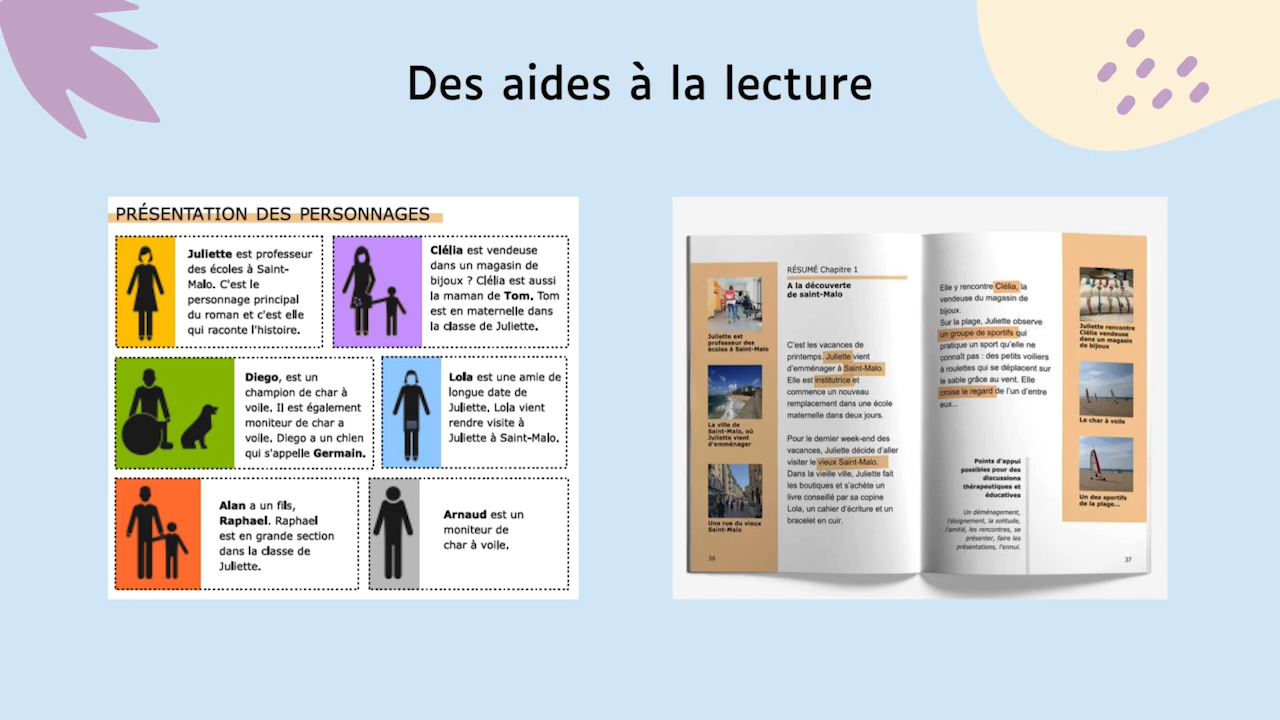 Des aides à la lecture
PRÉSENTATION DES PERSONNAGES
Juliette est professeur
des écoles à Saint-
Malo. C'est le
personnage principal
du roman et c'est elle
qui raconte l'histoire.
Clélia est vendeuse
dans un magasin de
bijoux ? Clélia est aussi
la maman de Tom. Tom
est en maternelle dans
la classe de Juliette.
Diego, est un
champion de char à
voile. Il est également
moniteur de char a
voile. Diego a un chien
qui s'appelle Germain.
Lola est une amie de
longue date de
Juliette. Lola vient
rendre visite à
Juliette à Saint-Malo.
Alan a un fils,
Raphael. Raphael
est en grande section
dans la classe de
Juliette.
Arnaud est un
moniteur de
char à voile.
Juliette est
professeur des
écoles à Saint-Malo
La ville de
Saint-Malo, où
Juliette vient
d'emménager
Une rue du vieux
Saint-Malo
36
RÉSUMÉ Chapitre 1
A la découverte
de saint-Malo
C'est les vacances de
printemps. Juliette vient
d'emménager à Saint-Malo.
Elle est institutrice et
commence un nouveau
remplacement dans une école
maternelle dans deux jours.
Pour le dernier week-end des
vacances, Juliette décide d'aller
visiter le vieux Saint-Malo.
Dans la vieille ville, Juliette fait
les boutiques et s'achète un
livre conseillé par sa copine
Lola, un cahier d'écriture et un
bracelet en cuir.
Elle y rencontre Clélia, la
vendeuse du magasin de
bijoux.
Sur la plage, Juliette observe
un groupe de sportifs qui
pratique un sport qu'elle ne
connaît pas : des petits voiliers
à roulettes qui se déplacent sur
le sable grâce au vent. Elle
croise le regard de l'un d'entre
eux...
Points d'appui
possibles pour des
discussions
thérapeutiques et
éducatives
Un déménagement,
l'éloignement, la solitude,
l'amitié, les rencontres, se
présenter, faire les
présentations, l'ennui.
Juliette rencontre
Clélia vendeuse
dans un magasin
de bijoux
Le char à voile
Un des sportifs
de la plage...
37